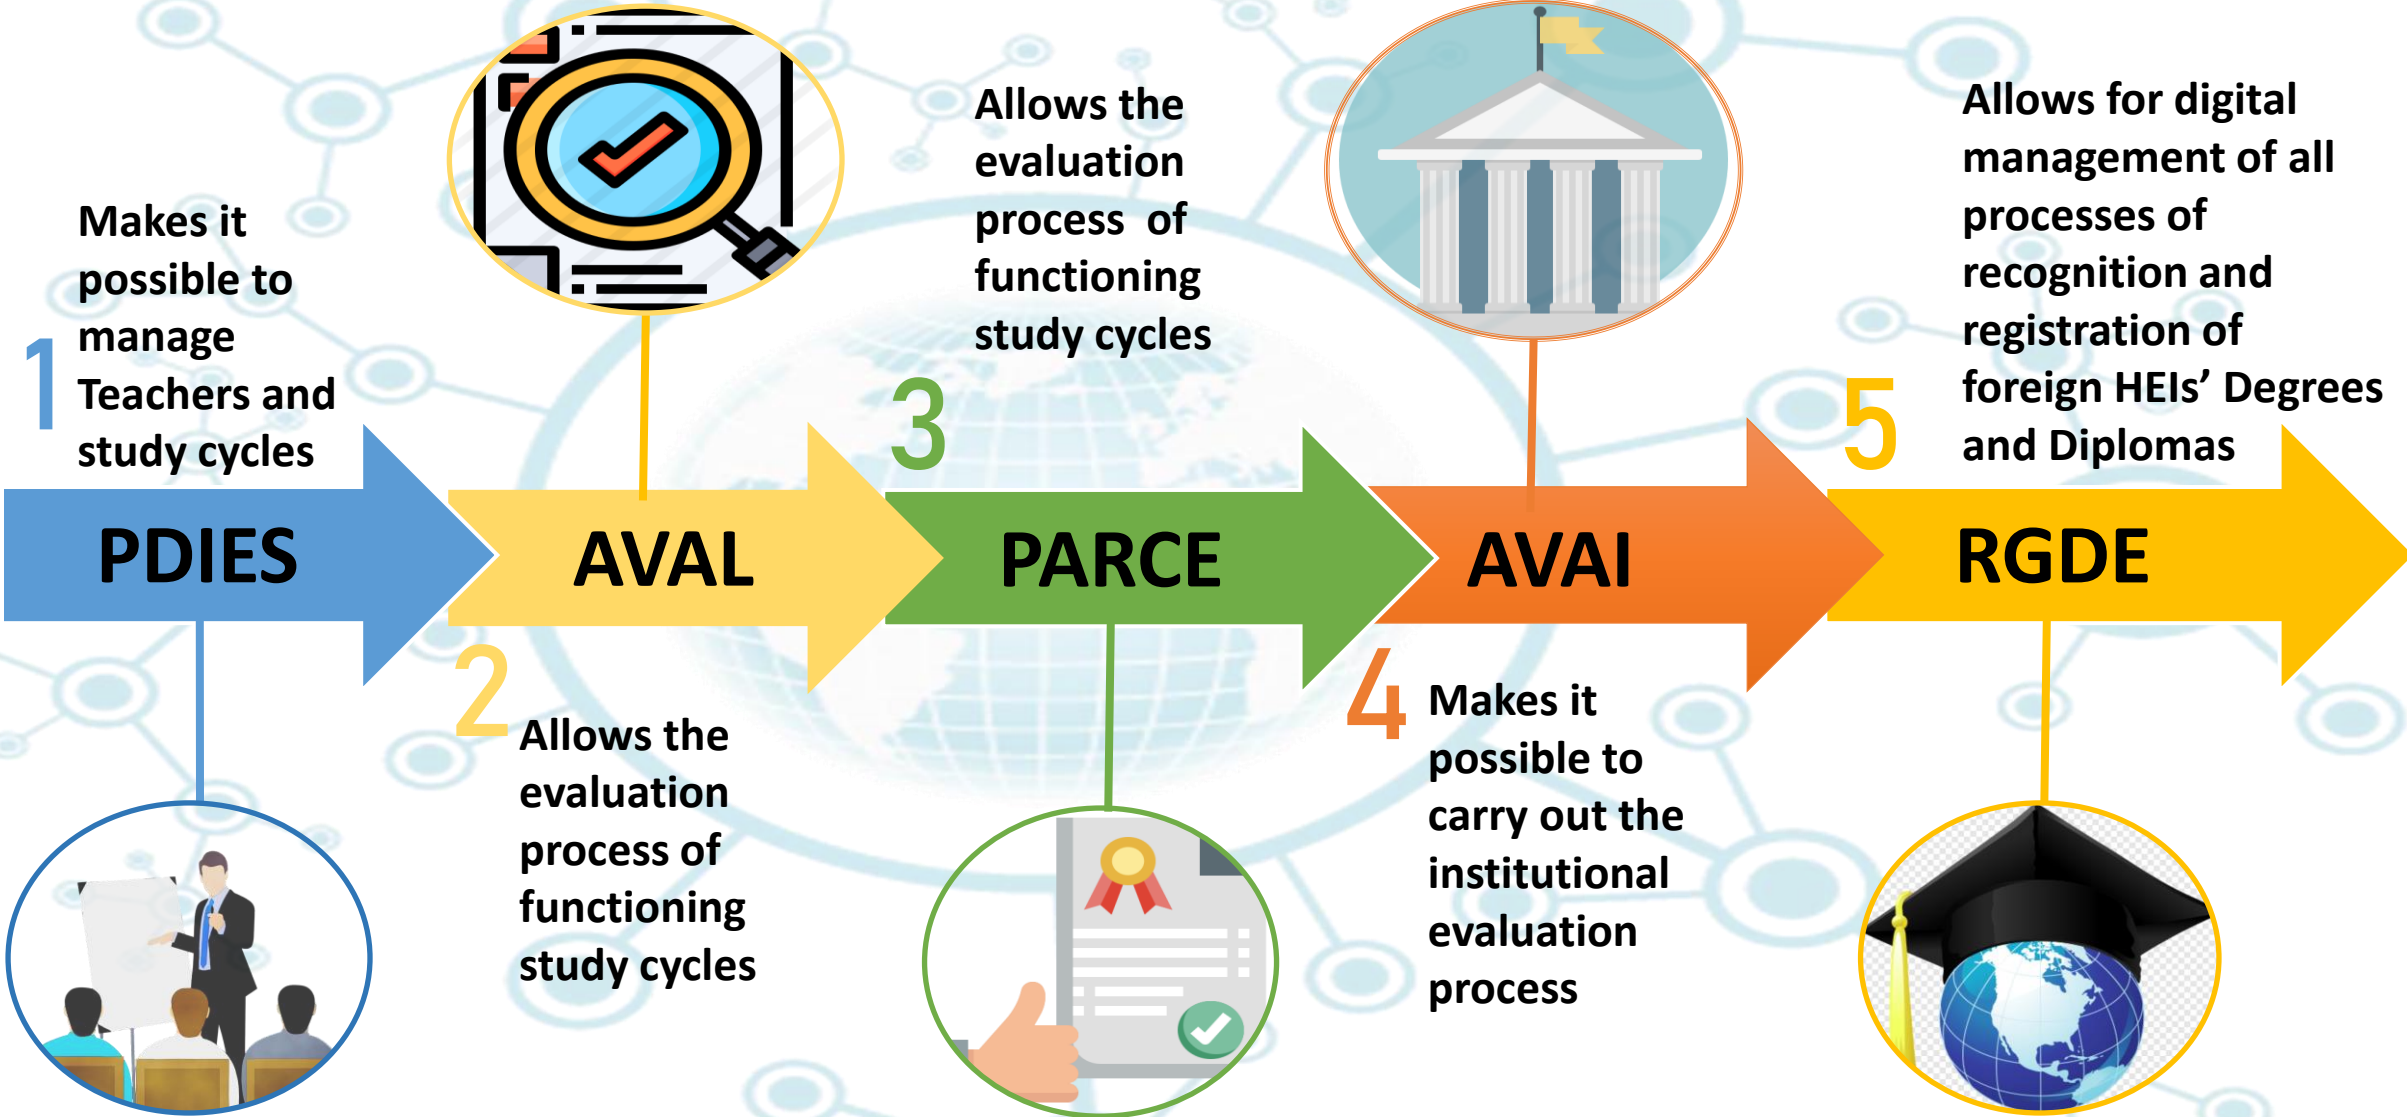 1
Makes it
possible to
manage
Teachers and
study cycles
PDIES
AVAL
2
Allows the
evaluation
process of
functioning
study cycles
3
Allows the
evaluation
process of
functioning
study cycles
PARCE
AVAI
4
Makes it
possible to
carry out the
institutional
evaluation
process
5
Allows for digital
management of all
processes of
recognition and
registration of
foreign HEIs’ Degrees
and Diplomas
RGDE